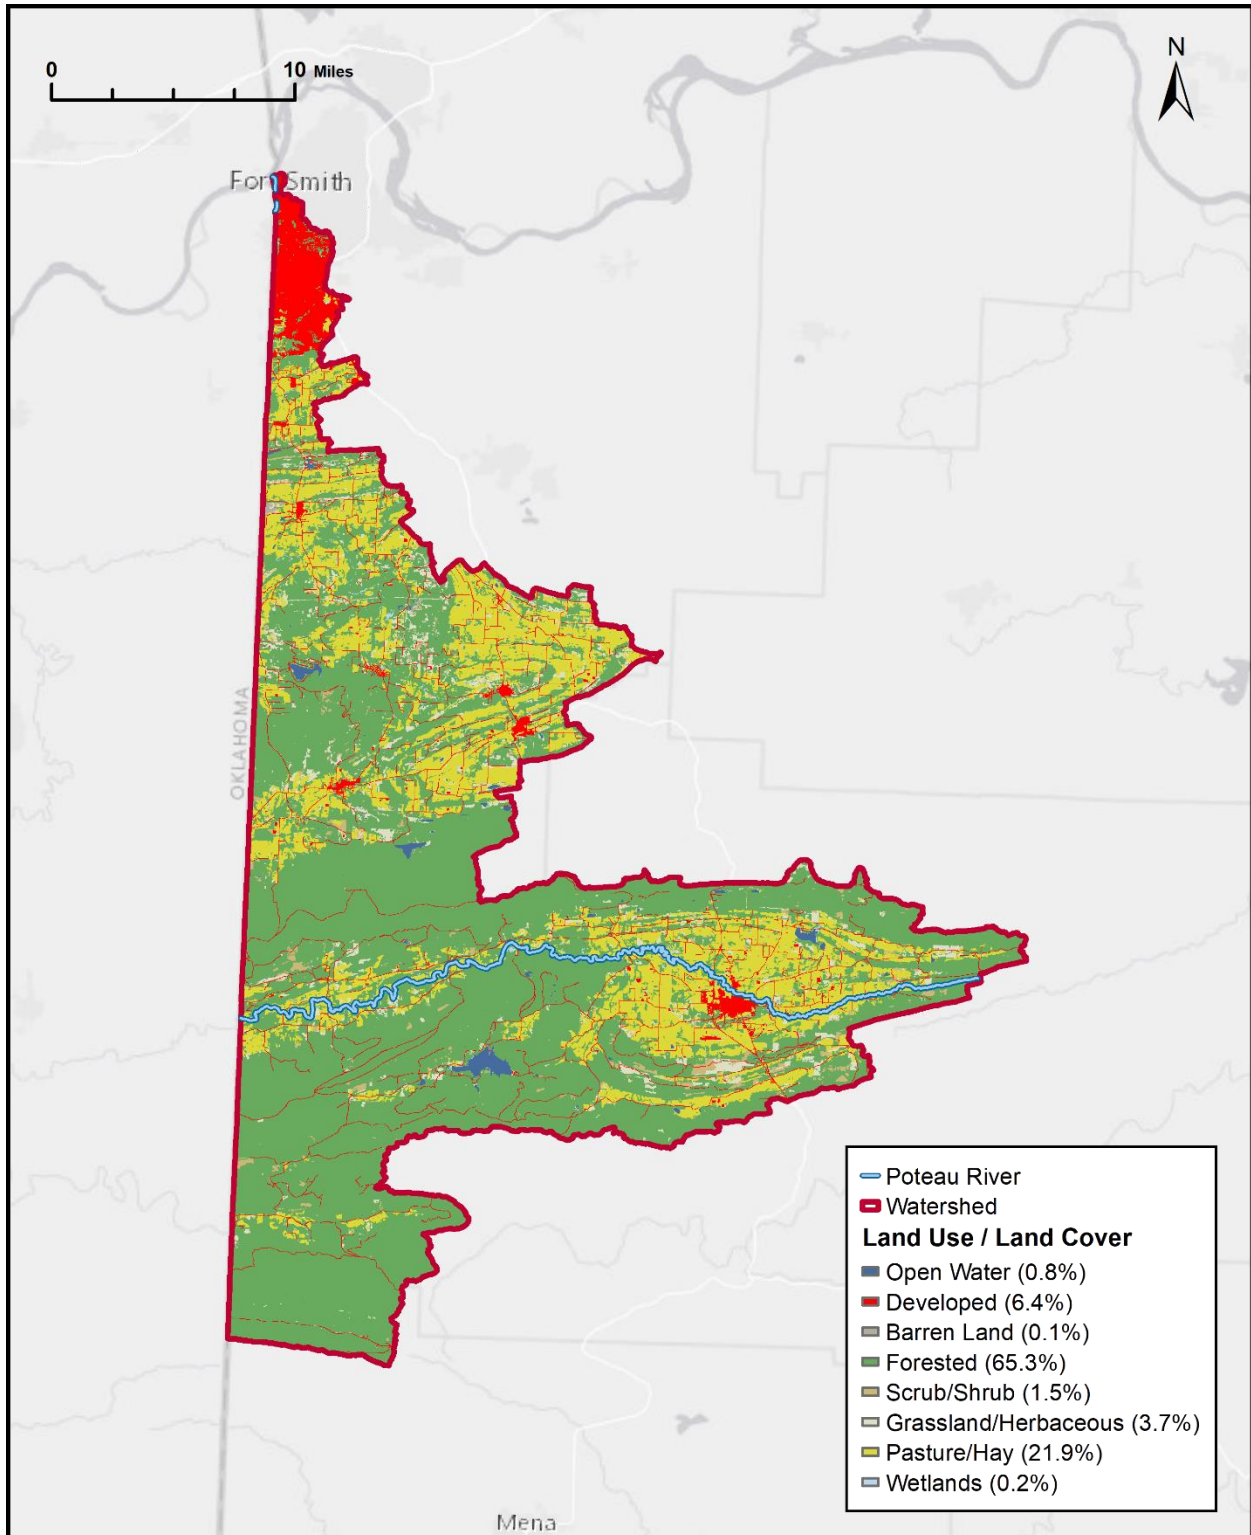 0 10 Miles
N
Fort Smith
OKLAHOMA
Poteau River
Watershed
Land Use / Land Cover
Open Water (0.8%)
Developed (6.4%)
Barren Land (0.1%)
Forested (65.3%)
Scrub/Shrub (1.5%)
Grassland/Herbaceous (3.7%)
Pasture/Hay (21.9%)
Wetlands (0.2%)
Mena